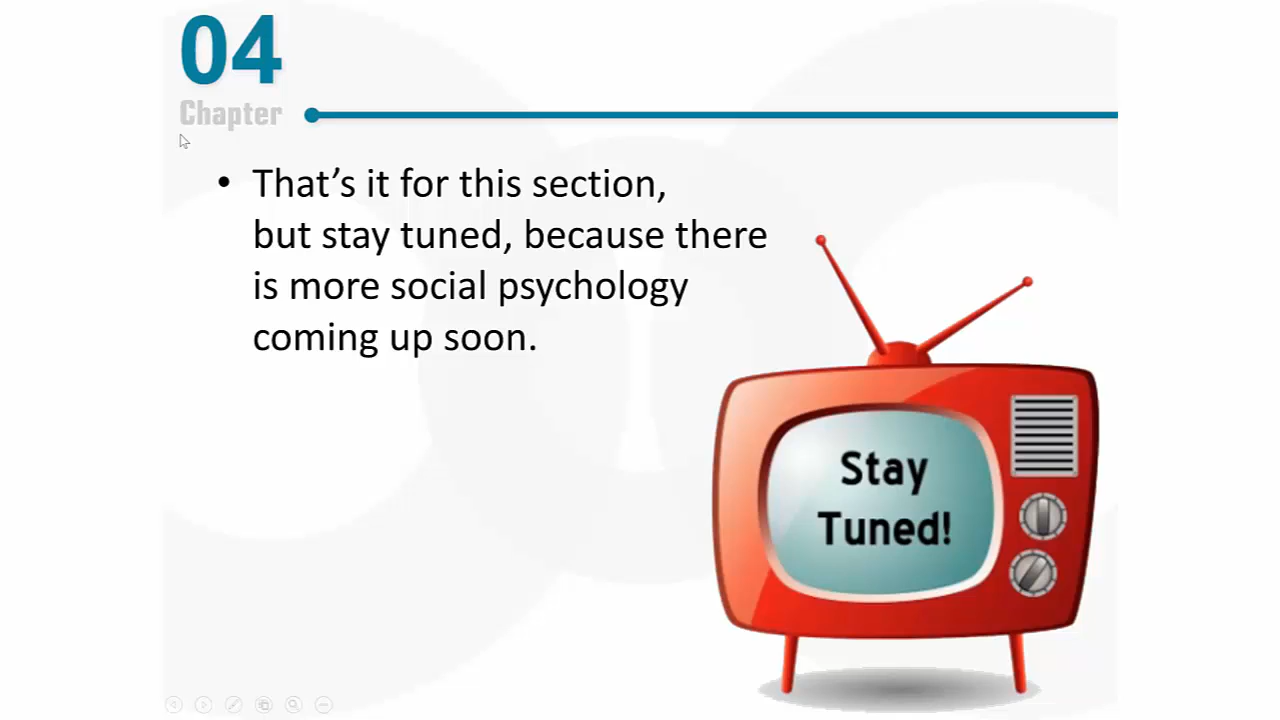 04
Chapter
• That’s it for this section,
but stay tuned, because there
is more social psychology
coming up soon.
Stay
Tuned!